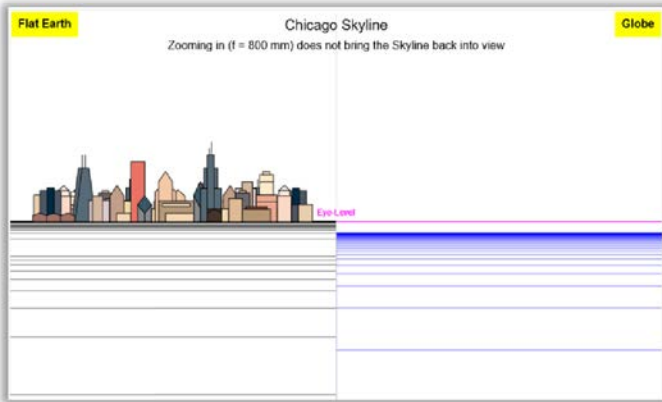 Flat Earth
Chicago Skyline
Globe
Zooming in (f = 800 mm) does not bring the Skyline back into view
Eye-Level